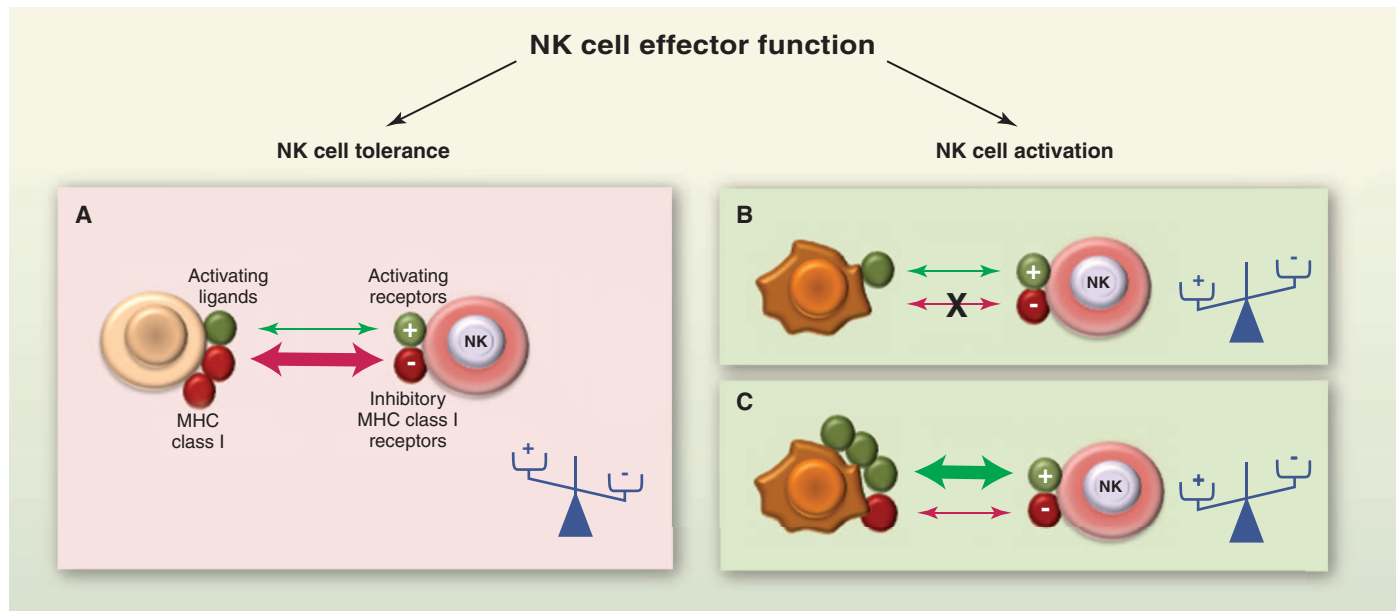 NK cell effector function
NK cell tolerance
NK cell activation
A
Activating
ligands
Activating
receptors
+
-
NK
MHC
class I
Inhibitory
MHC class I
receptors
+
-
B
X
+
-
NK
+
-
C
+
-
NK
+
-